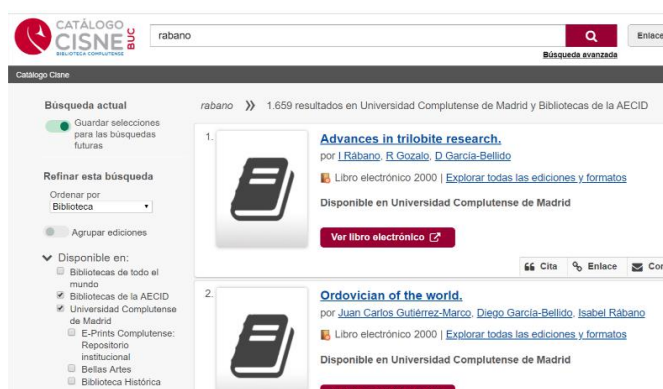 CATÁLOGO
CISNE BUC
BIBLIOTECA COMPLUTENSE
rabano
Enlace
Búsqueda avanzada
Catálogo Cisne
Búsqueda actual
Guardar selecciones
para las búsquedas
futuras
Refinar esta búsqueda
Ordenar por
Biblioteca
Agrupar ediciones
Disponible en:
Bibliotecas de todo el
mundo
Bibliotecas de la AECID
Universidad Complutense
de Madrid
E-Prints Complutense:
Repositorio
institucional
Bellas Artes
Biblioteca Histórica
rabano » 1.659 resultados en Universidad Complutense de Madrid y Bibliotecas de la AECID
1.
Advances in trilobite research.
por I Rábano, R Gozalo, D García-Bellido
Libro electrónico 2000 | Explorar todas las ediciones y formatos
Disponible en Universidad Complutense de Madrid
Ver libro electrónico
Cita Enlace Cor
2.
Ordovician of the world.
por Juan Carlos Gutiérrez-Marco, Diego García-Bellido, Isabel Rábano
Libro electrónico 2000 | Explorar todas las ediciones y formatos
Disponible en Universidad Complutense de Madrid